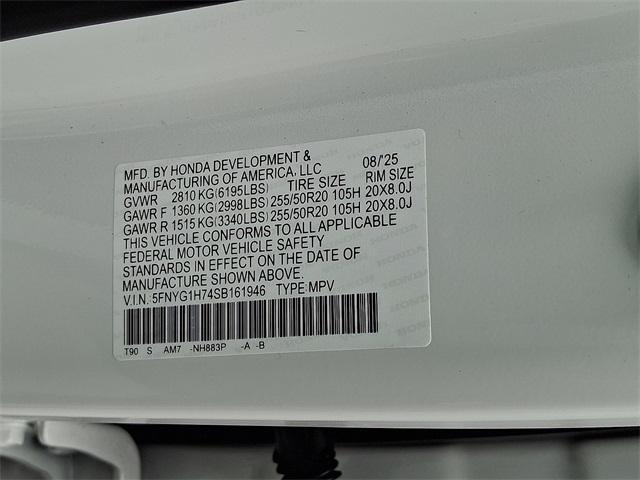 MFD. BY HONDA DEVELOPMENT & 08/'25
MANUFACTURING OF AMERICA, LLC
GVWR 2810 KG(6195LBS) TIRE SIZE RIM SIZE
GAWR F 1360 KG(2998LBS) 255/50R20 105H 20X8.0J
GAWR R 1515 KG(3340LBS) 255/50R20 105H 20X8.0J
THIS VEHICLE CONFORMS TO ALL APPLICABLE
FEDERAL MOTOR VEHICLE SAFETY
STANDARDS IN EFFECT ON THE DATE OF
MANUFACTURE SHOWN ABOVE.
V.I.N. 5FNYG1H74SB161946 TYPE:MPV
T90 S AM7 -NH883P -A -B